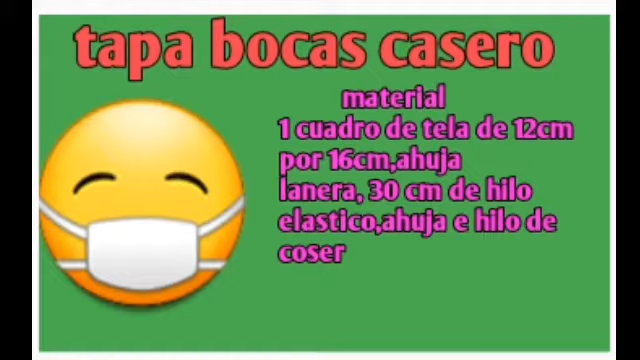 tapa bocas casero
material
1 cuadro de tela de 12cm
por 16cm,ahuja
lanera, 30 cm de hilo
elastico,ahuja e hilo de
coser